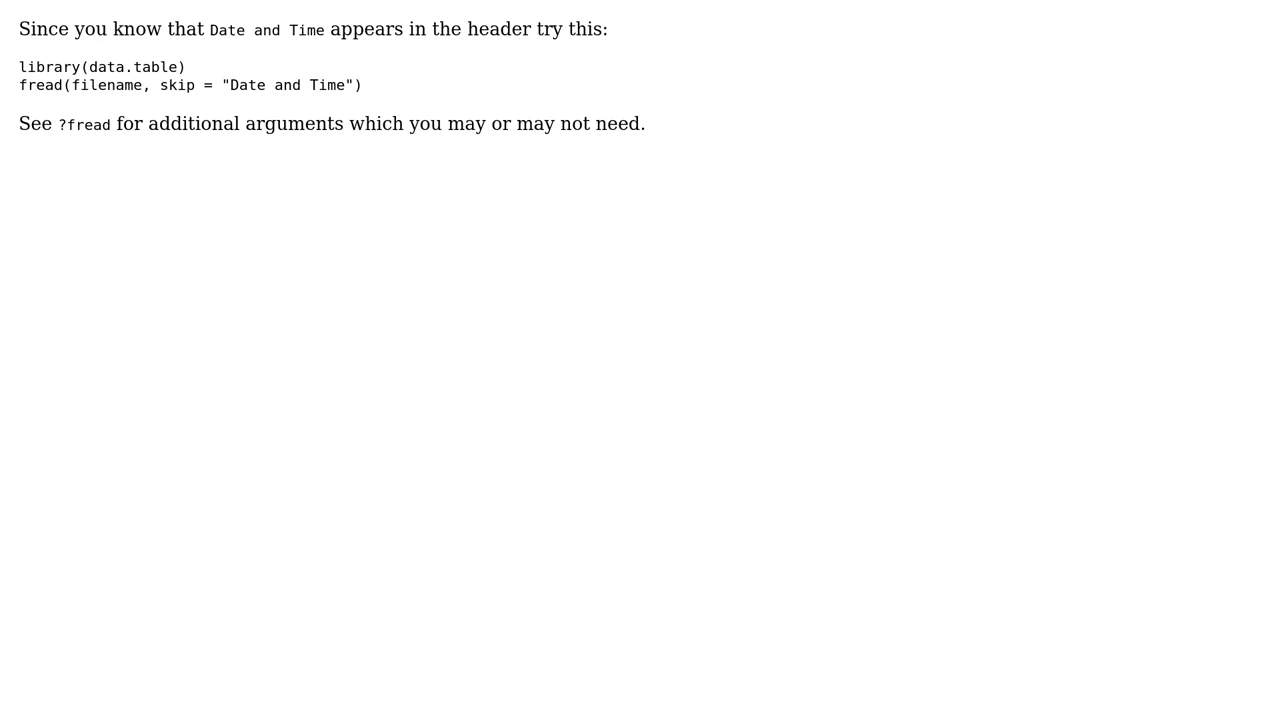 Since you know that Date and Time appears in the header try this:
library(data.table)
fread(filename, skip = "Date and Time")
See ?fread for additional arguments which you may or may not need.